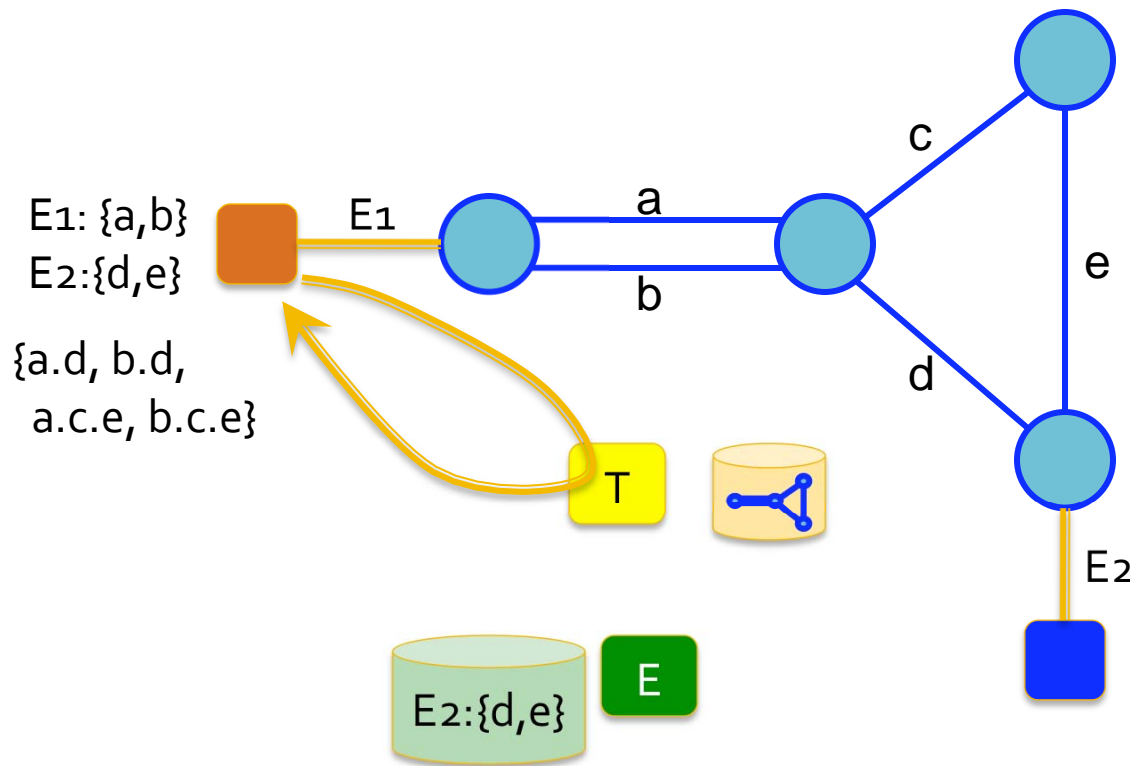 c
E1: {a,b}
E1
a
E2:{d,e}
b
e
{a.d, b.d,
a.c.e, b.c.e}
d
T
E2
E
E2:{d,e}